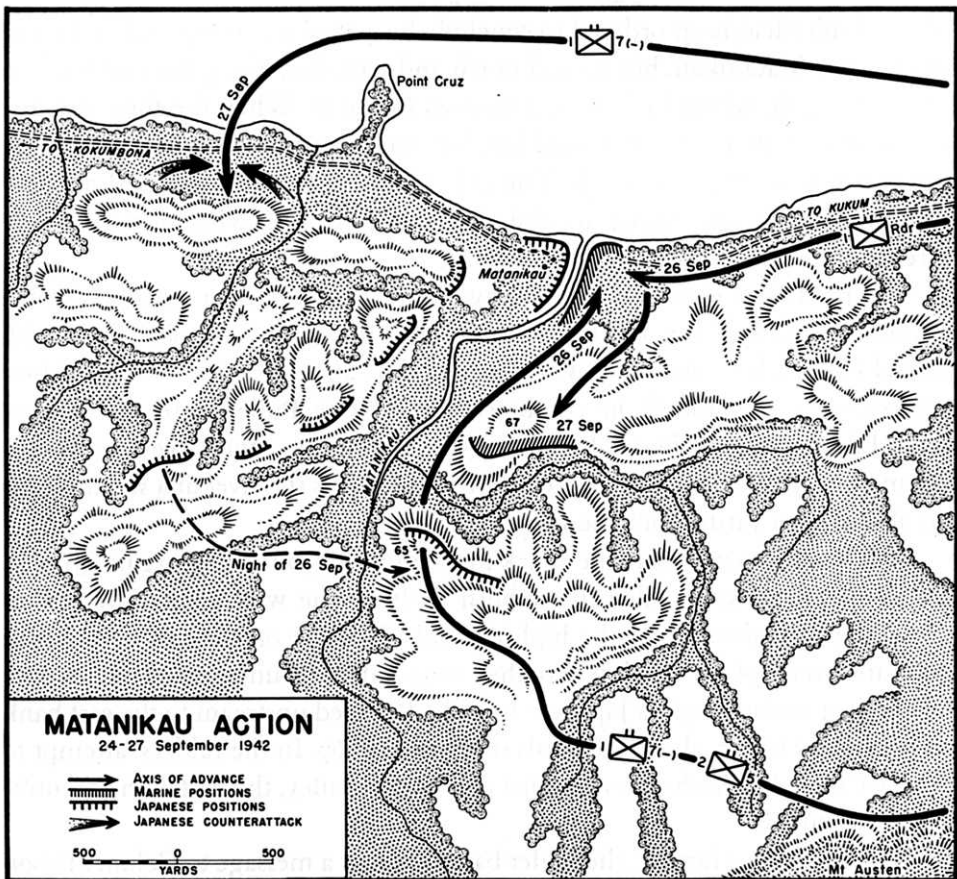 1 7(-)
Point Cruz
27 Sep
TO KOKUMBONA
TO KUKUM
1 Rdr
26 Sep
Matanikau
26 Sep
67
27 Sep
MATANIKAU R.
65
Night of 26 Sep
MATANIKAU ACTION
24-27 September 1942
AXIS OF ADVANCE
MARINE POSITIONS
JAPANESE POSITIONS
JAPANESE COUNTERATTACK
500 0 500
YARDS
1 7(-)
2 5
Mt Austen